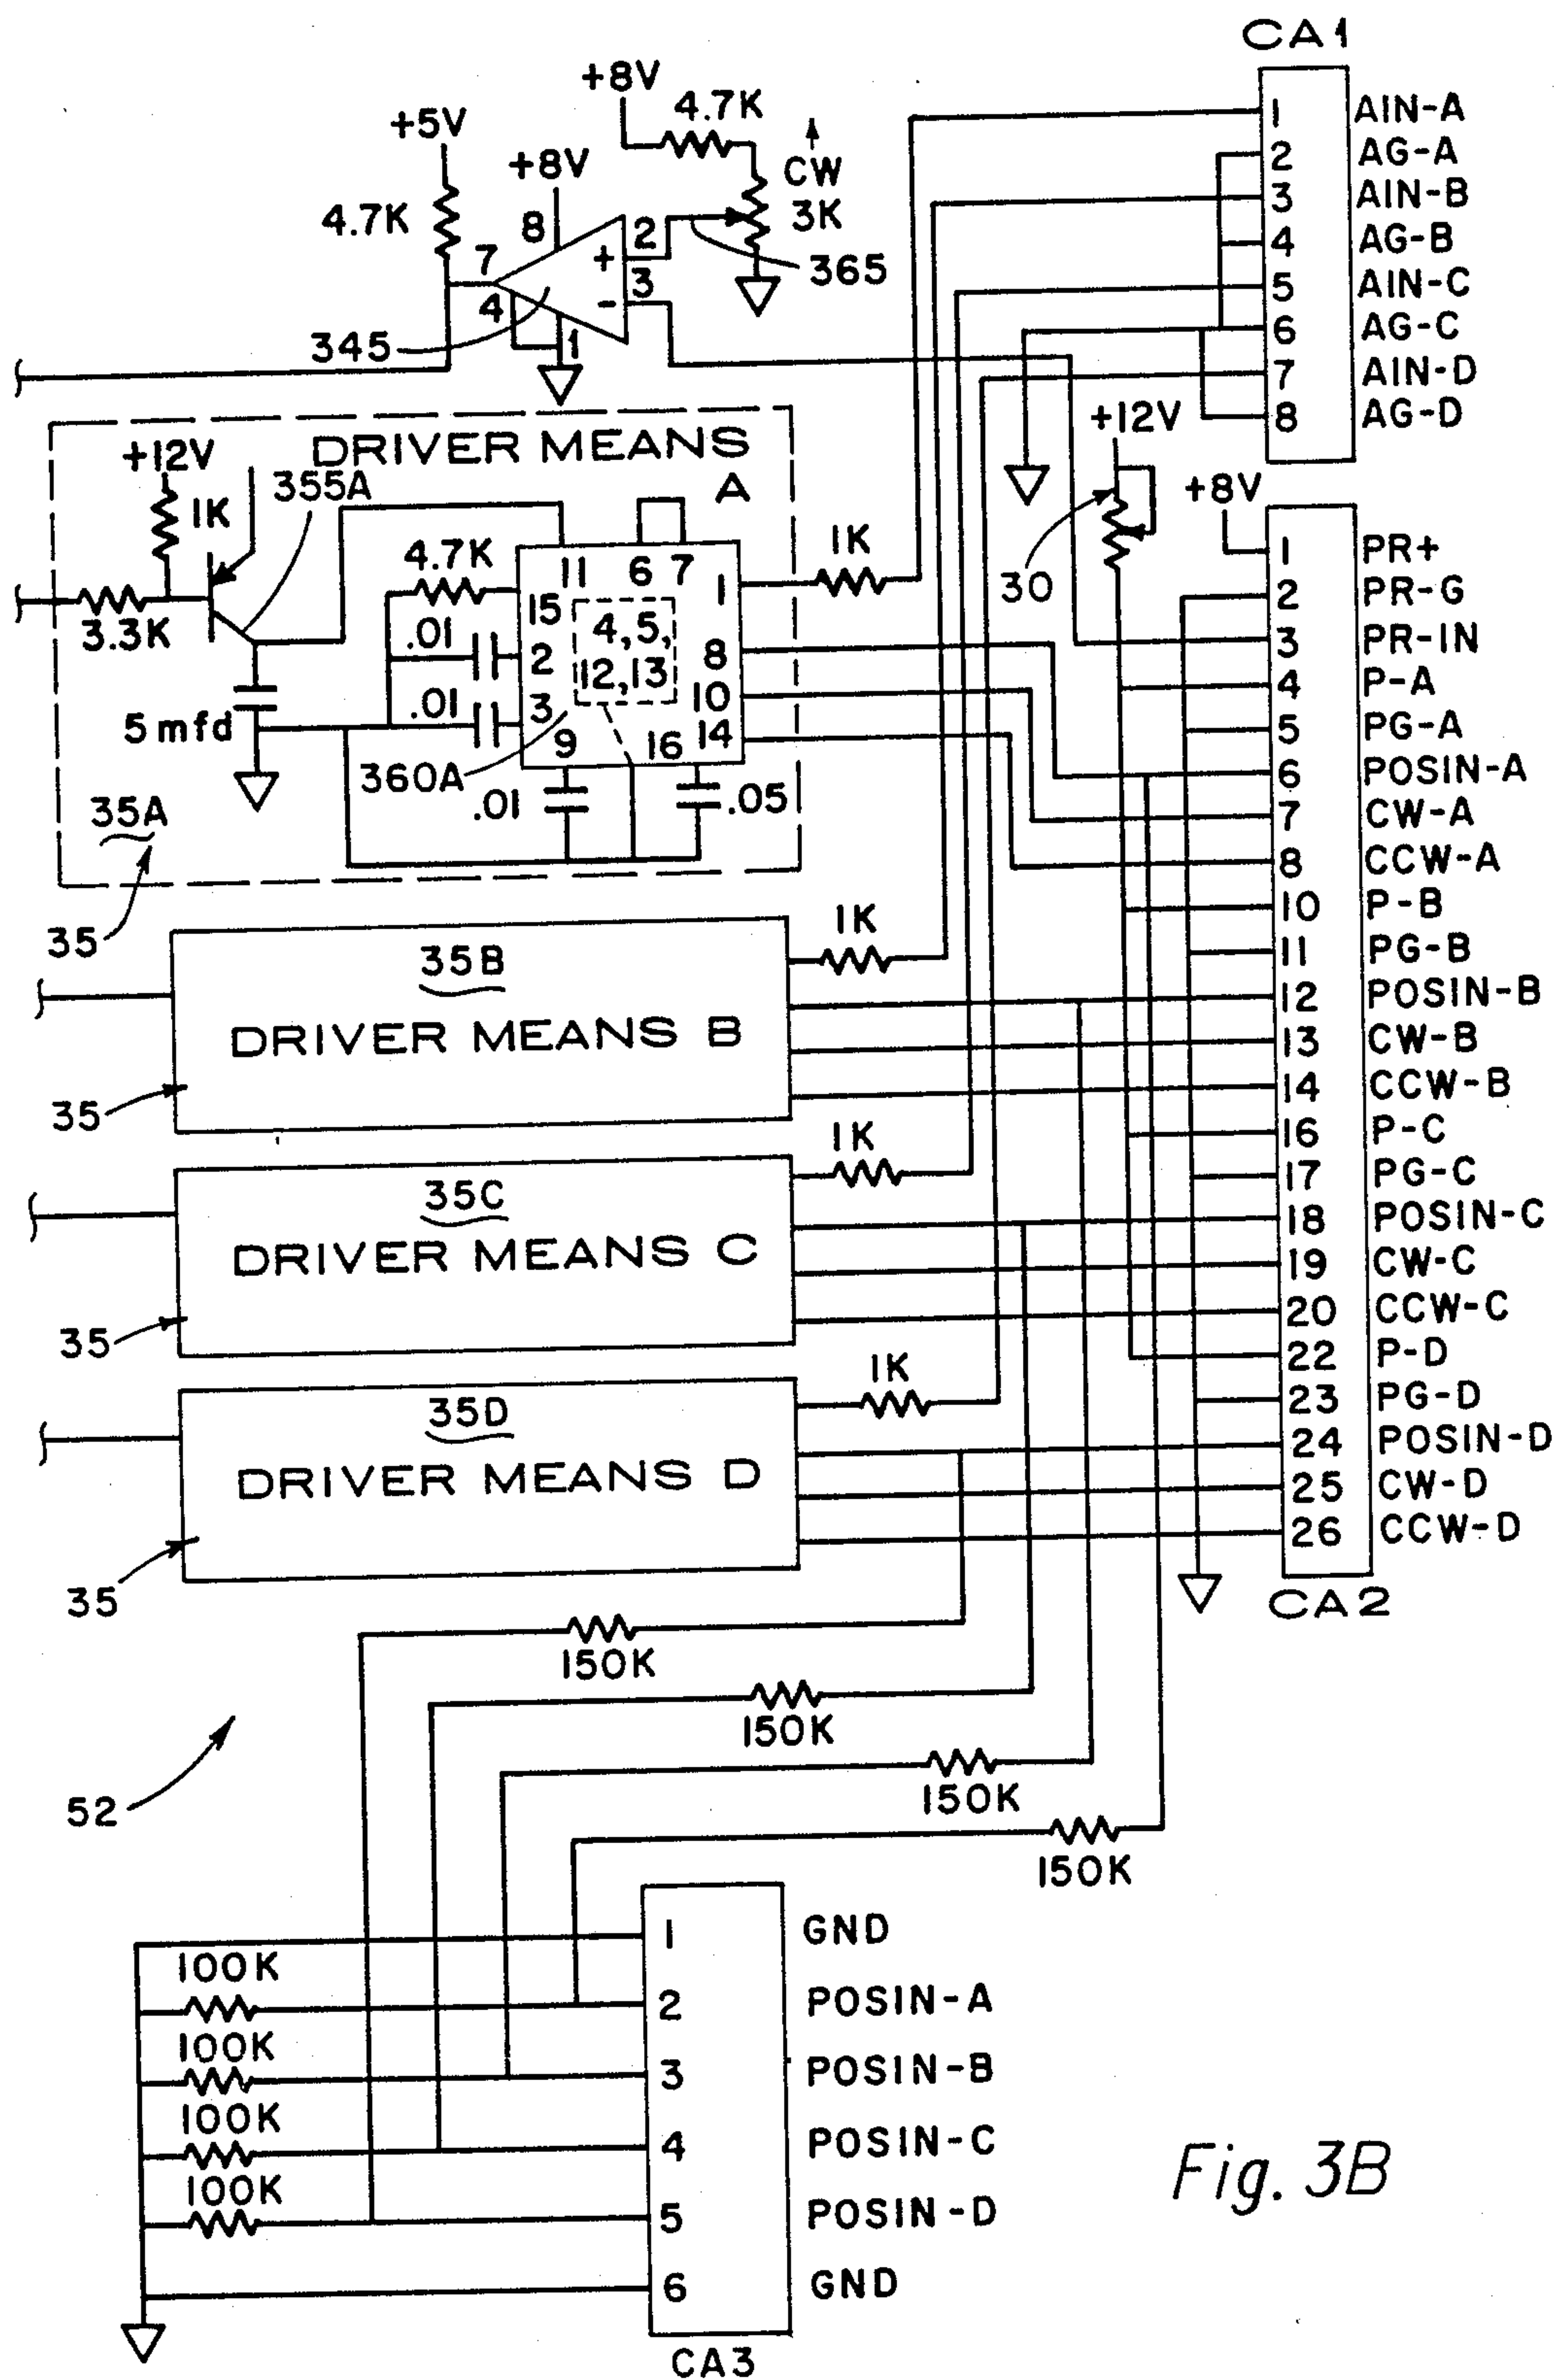 CA1
1 AIN-A
2 AG-A
3 AIN-B
4 AG-B
5 AIN-C
6 AG-C
7 AIN-D
8 AG-D
+8V
4.7K
+5V
+8V
CW
3K
4.7K
8
2
7
+
3
365
4
-
345
1
+12V
DRIVER MEANS
A
+12V
355A
1K
+8V
4.7K
11 6 7
1
1K
30
15
3.3K
.01
4,5,
12,13
2
8
.01
3
10
5 mfd
9
16 14
360A
.01
.05
35A
35
1 PR+
2 PR-G
3 PR-IN
4 P-A
5 PG-A
6 POSIN-A
7 CW-A
8 CCW-A
10 P-B
11 PG-B
12 POSIN-B
13 CW-B
14 CCW-B
16 P-C
17 PG-C
18 POSIN-C
19 CW-C
20 CCW-C
22 P-D
23 PG-D
24 POSIN-D
25 CW-D
26 CCW-D
CA2
1K
35B
DRIVER MEANS B
35
1K
35C
DRIVER MEANS C
35
1K
35D
DRIVER MEANS D
35
150K
150K
150K
150K
52
1 GND
100K
2 POSIN-A
100K
3 POSIN-B
100K
4 POSIN-C
100K
5 POSIN-D
6 GND
CA3
Fig. 3B